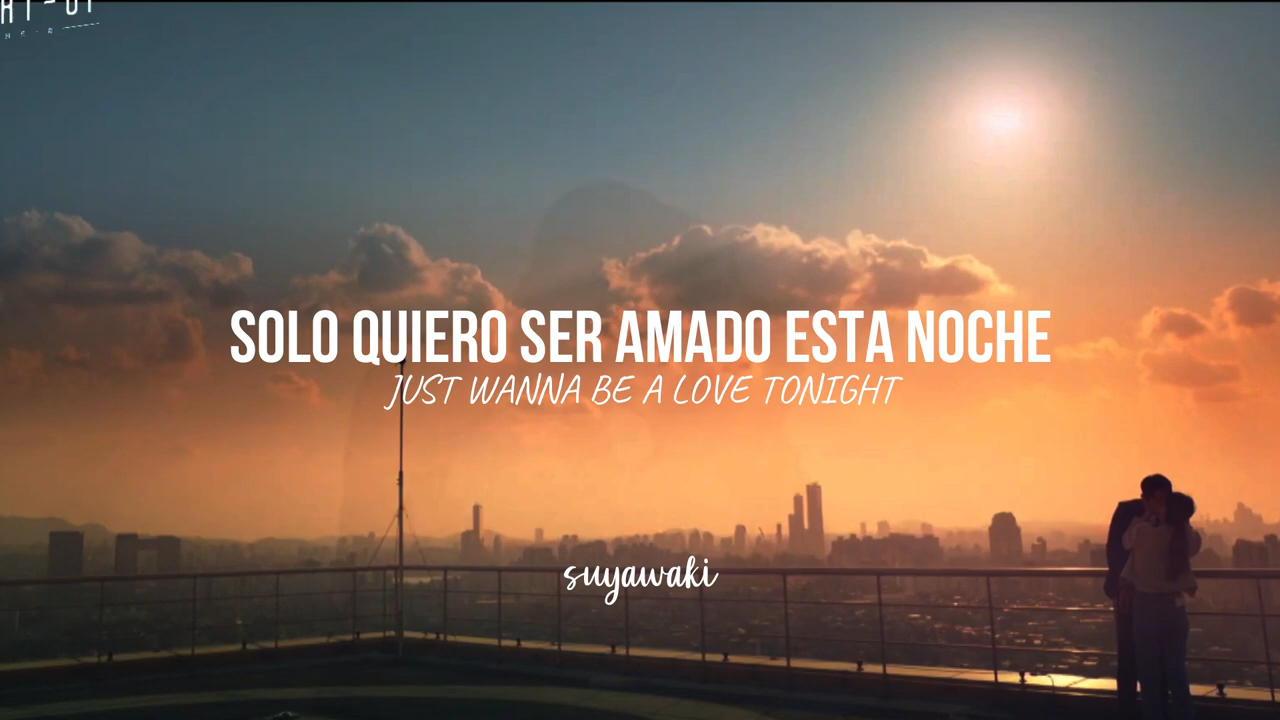 SOLO QUIERO SER AMADO ESTA NOCHE
JUST WANNA BE A LOVE TONIGHT
suyawaki